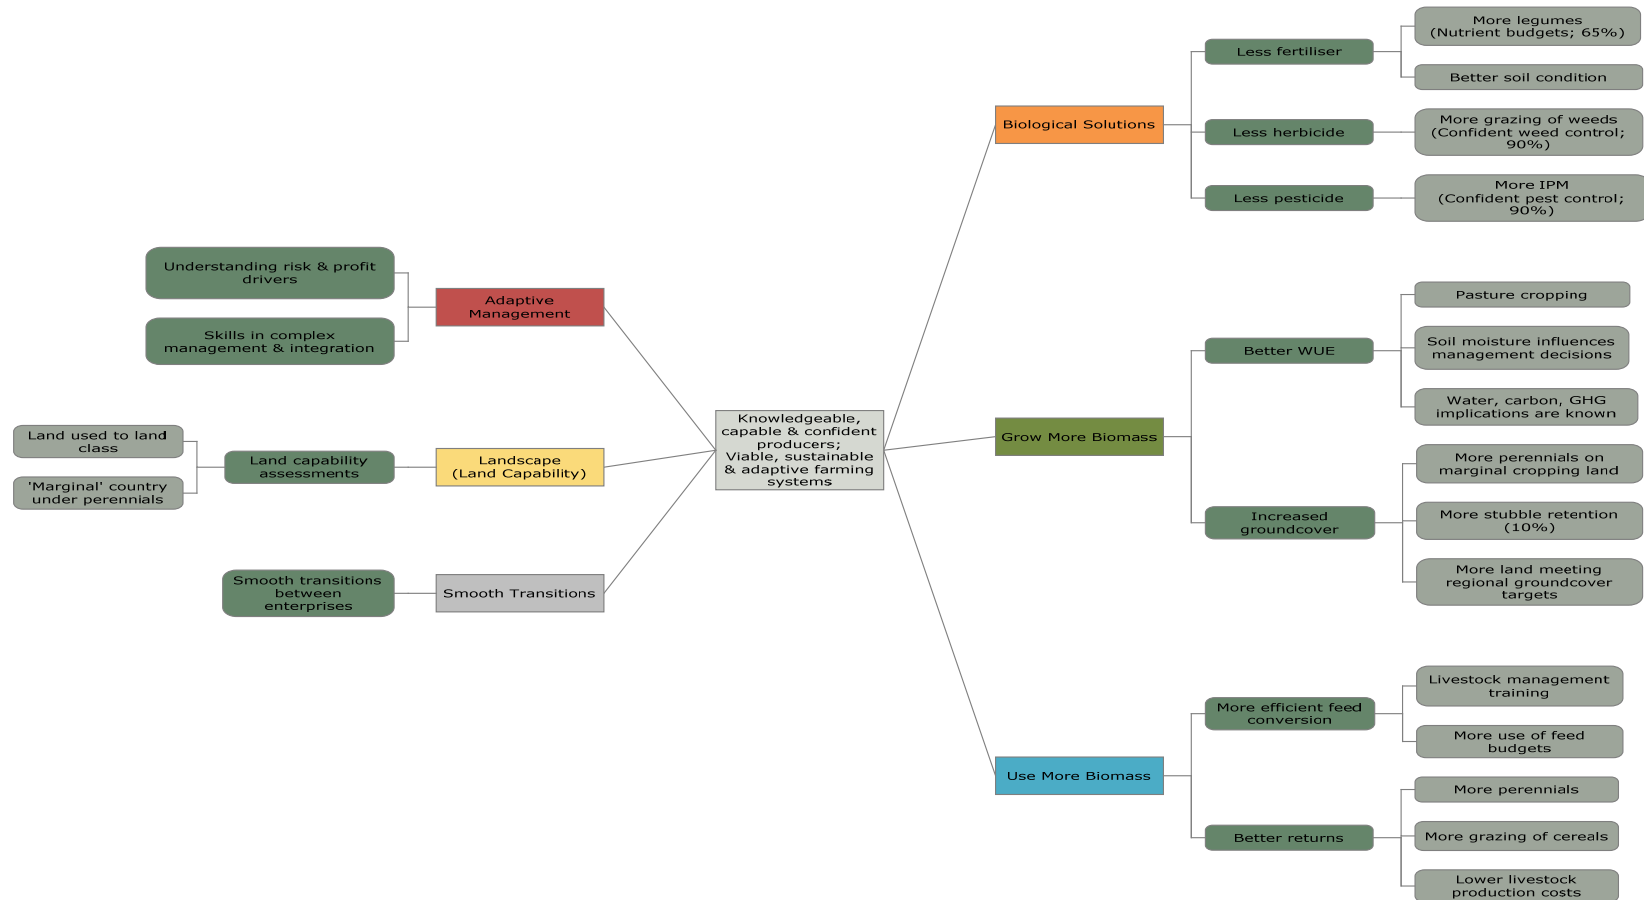 Knowledgeable,
capable & confident
producers;
Viable, sustainable
& adaptive farming
systems
Adaptive
Management
Understanding risk & profit
drivers
Skills in complex
management & integration
Landscape
(Land Capability)
Land capability
assessments
Land used to land
class
'Marginal' country
under perennials
Smooth Transitions
Smooth transitions
between
enterprises
Biological Solutions
Less fertiliser
More legumes
(Nutrient budgets; 65%)
Better soil condition
Less herbicide
More grazing of weeds
(Confident weed control;
90%)
Less pesticide
More IPM
(Confident pest control;
90%)
Grow More Biomass
Better WUE
Pasture cropping
Soil moisture influences
management decisions
Water, carbon, GHG
implications are known
Increased
groundcover
More perennials on
marginal cropping land
More stubble retention
(10%)
More land meeting
regional groundcover
targets
Use More Biomass
More efficient feed
conversion
Livestock management
training
More use of feed
budgets
Better returns
More perennials
More grazing of cereals
Lower livestock
production costs